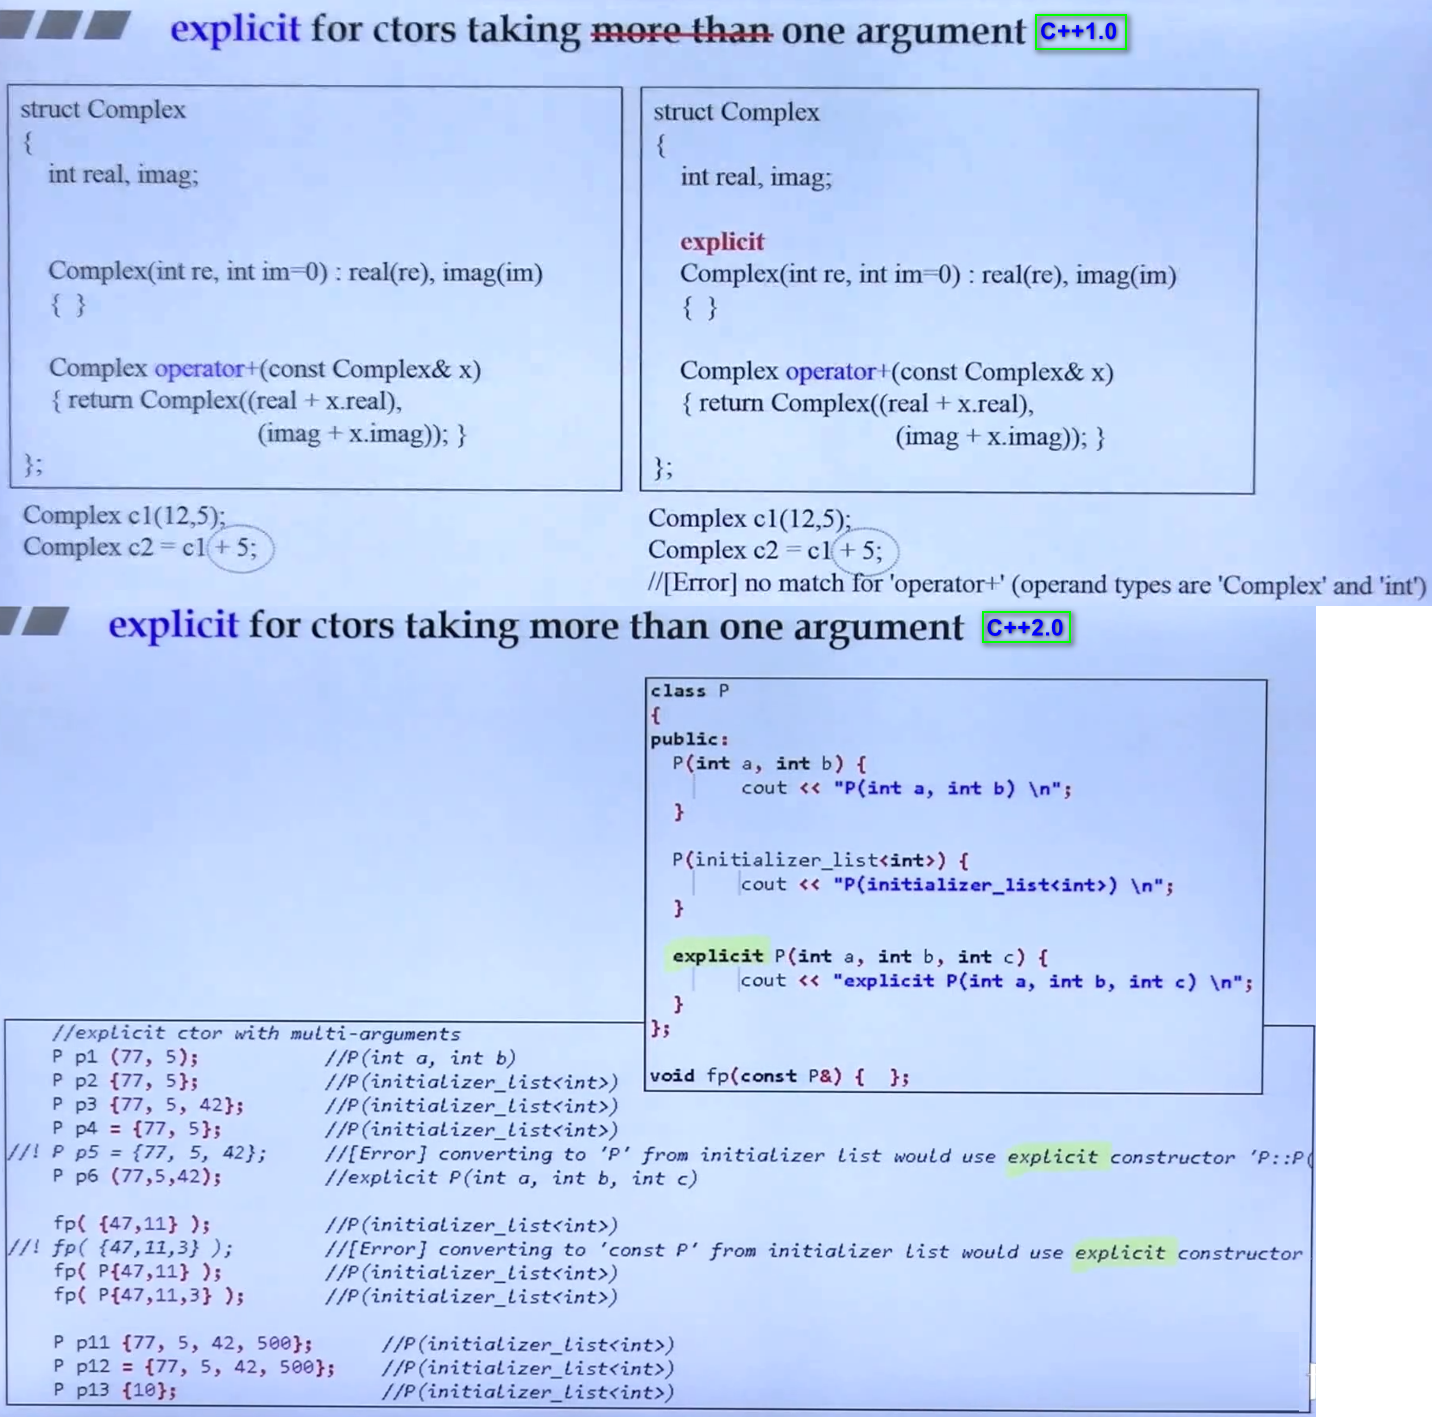 explicit for ctors taking more than one argument C++1.0
struct Complex
{
int real, imag;
Complex(int re, int im=0) : real(re), imag(im)
{ }
Complex operator+(const Complex& x)
{ return Complex((real + x.real),
(imag + x.imag)); }
};
Complex c1(12,5);
Complex c2 = c1 + 5;
struct Complex
{
int real, imag;
explicit
Complex(int re, int im=0) : real(re), imag(im)
{ }
Complex operator+(const Complex& x)
{ return Complex((real + x.real),
(imag + x.imag)); }
};
Complex c1(12,5);
Complex c2 = c1 + 5;
//[Error] no match for 'operator+' (operand types are 'Complex' and 'int')
explicit for ctors taking more than one argument C++2.0
class P
{
public:
P(int a, int b) {
cout << "P(int a, int b) \n";
}
P(initializer_list<int>) {
cout << "P(initializer_list<int>) \n";
}
explicit P(int a, int b, int c) {
cout << "explicit P(int a, int b, int c) \n";
}
};
void fp(const P&) { };
//explicit ctor with multi-arguments
P p1 (77, 5); //P(int a, int b)
P p2 {77, 5}; //P(initializer_list<int>)
P p3 {77, 5, 42}; //P(initializer_list<int>)
P p4 = {77, 5}; //P(initializer_list<int>)
//! P p5 = {77, 5, 42}; //[Error] converting to 'P' from initializer list would use explicit constructor 'P::P(
P p6 (77,5,42); //explicit P(int a, int b, int c)
fp( {47,11} ); //P(initializer_list<int>)
//! fp( {47,11,3} ); //[Error] converting to 'const P' from initializer list would use explicit constructor
fp( P{47,11} ); //P(initializer_list<int>)
fp( P{47,11,3} ); //P(initializer_list<int>)
P p11 {77, 5, 42, 500}; //P(initializer_list<int>)
P p12 = {77, 5, 42, 500}; //P(initializer_list<int>)
P p13 {10}; //P(initializer_list<int>)